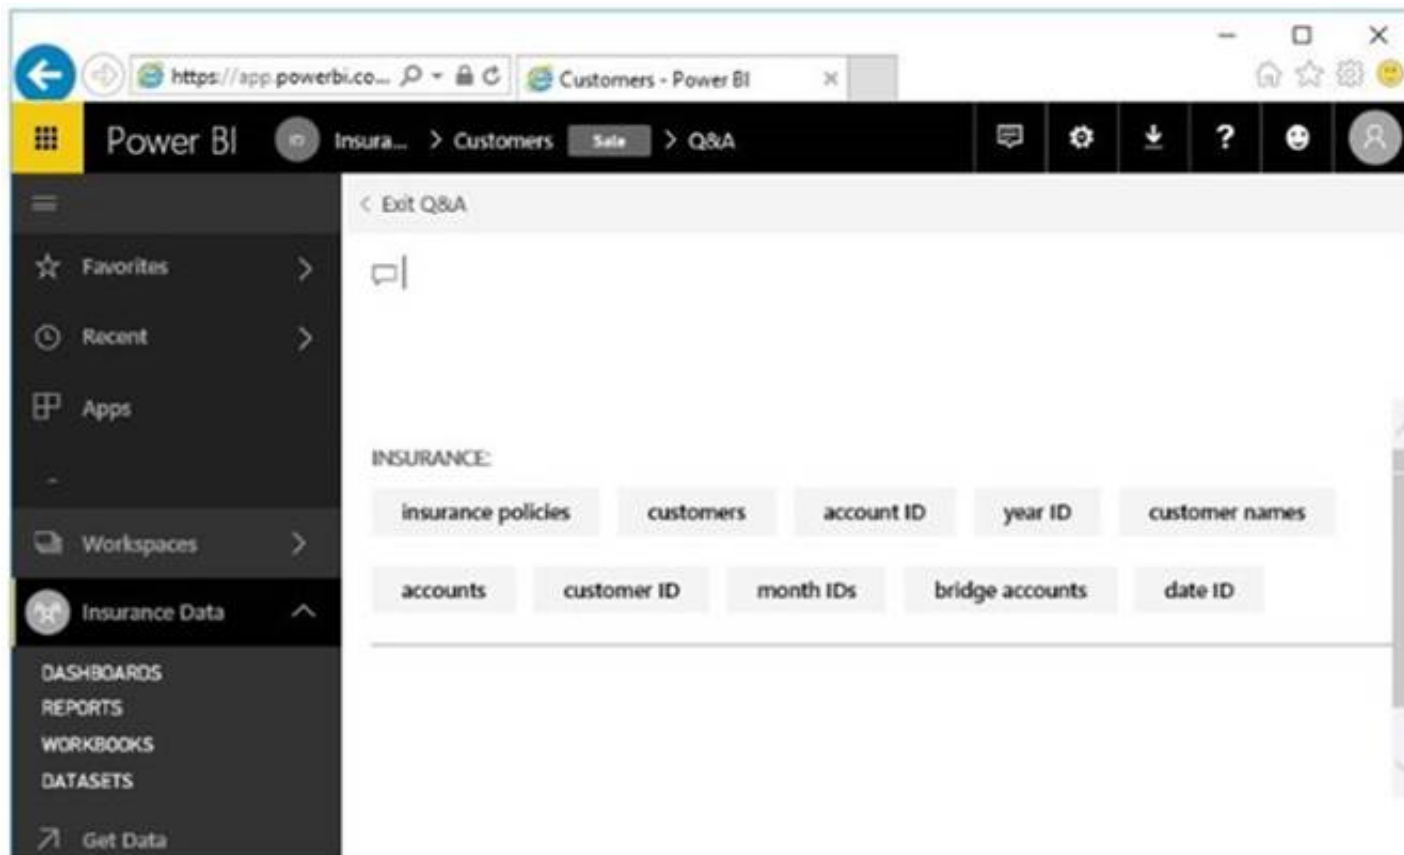 https://app.powerbi.co...
Customers - Power BI
Power BI
Insura... > Customers Sale > Q&A
< Exit Q&A
Favorites
Recent
Apps
Workspaces
Insurance Data
DASHBOARDS
REPORTS
WORKBOOKS
DATASETS
Get Data
INSURANCE:
insurance policies customers account ID year ID customer names
accounts customer ID month IDs bridge accounts date ID